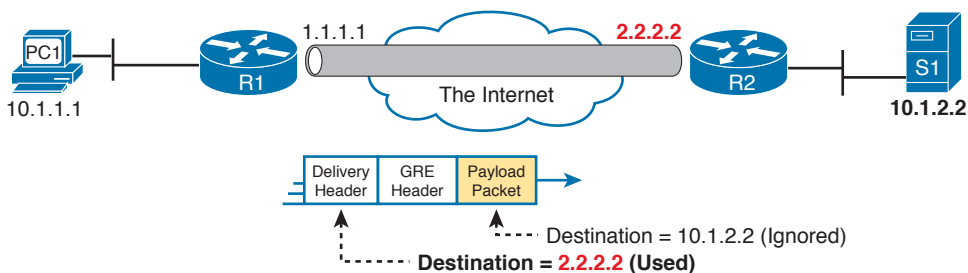 1.1.1.1
2.2.2.2
PC1
R1
R2
S1
10.1.1.1
The Internet
10.1.2.2
Delivery
Header
GRE
Header
Payload
Packet
Destination = 10.1.2.2 (Ignored)
Destination = 2.2.2.2 (Used)